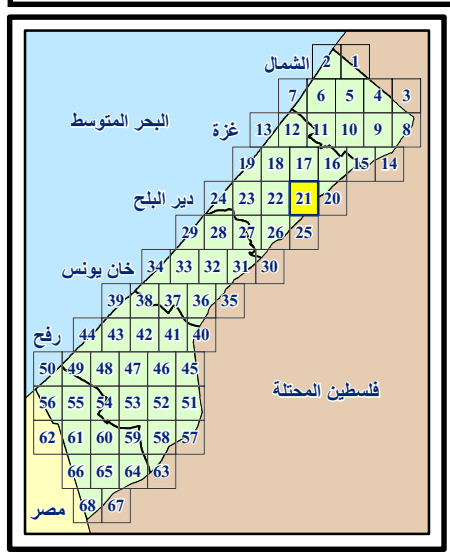 الشمال 2 1
7 6 5 4 3
البحر المتوسط
غزة 13 12 11 10 9 8
19 18 17 16 15 14
دير البلح 24 23 22 21 20
29 28 27 26 25
خان يونس 34 33 32 31 30
39 38 37 36 35
رفح 44 43 42 41 40
50 49 48 47 46 45
فلسطين المحتلة
56 55 54 53 52 51
62 61 60 59 58 57
66 65 64 63
مصر 68 67